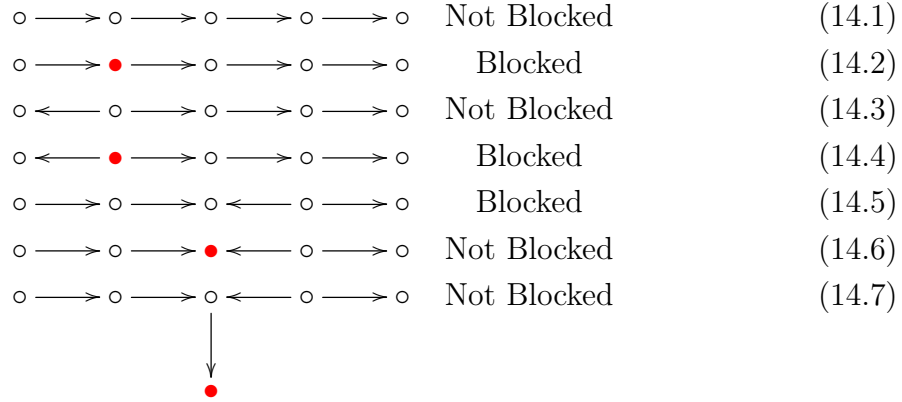 Not Blocked (14.1)
Blocked (14.2)
Not Blocked (14.3)
Blocked (14.4)
Blocked (14.5)
Not Blocked (14.6)
Not Blocked (14.7)